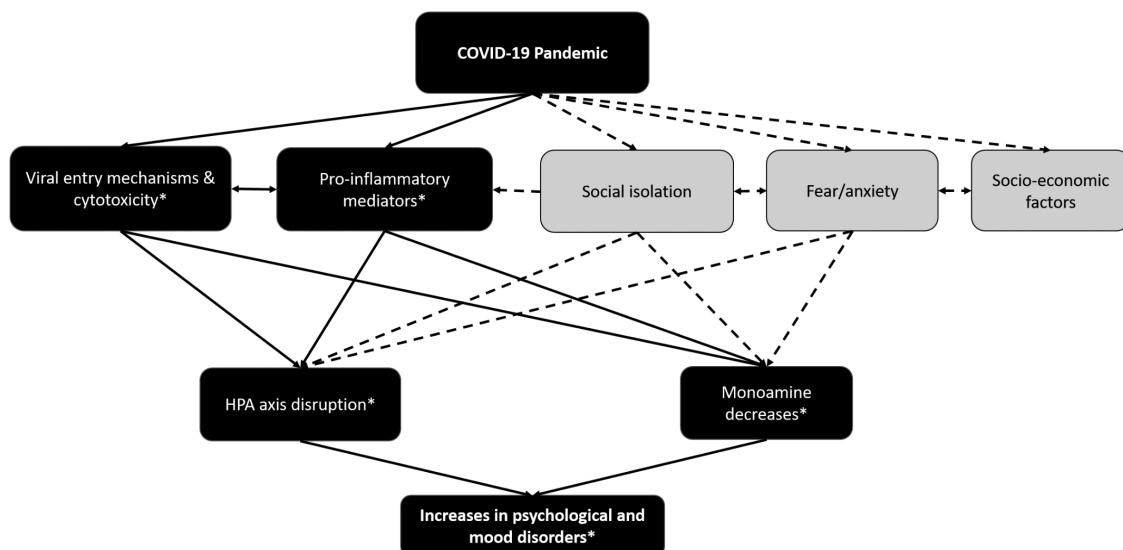 COVID-19 Pandemic
Viral entry mechanisms &
cytotoxicity*
Pro-inflammatory
mediators*
Social isolation
Fear/anxiety
Socio-economic
factors
HPA axis disruption*
Monoamine
decreases*
Increases in psychological and
mood disorders*